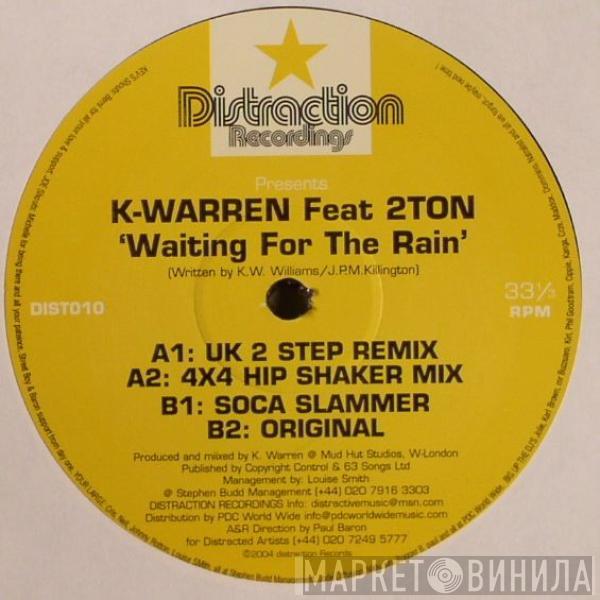 Distraction
Recordings
Presents
K-WARREN Feat 2TON
‘Waiting For The Rain’
(Written by K.W. Williams/J.P.M.Killington)
DIST010
33⅓
RPM
A1: UK 2 STEP REMIX
A2: 4X4 HIP SHAKER MIX
B1: SOCA SLAMMER
B2: ORIGINAL
Produced and mixed by K. Warren @ Mud Hut Studios, W-London
Published by Copyright Control & 63 Songs Ltd
Management by: Louise Smith
@ Stephen Budd Management (+44) 020 7916 3303
DISTRACTION RECORDINGS Info: distractivemusic@msn.com
Distribution by PDC World Wide info@pdcworldwidemusic.com
A&R Direction by Paul Baron
for Distracted Artists (+44) 020 7249 5777
©2004 distraction Records
МАРКЕТ ВИНИЛА